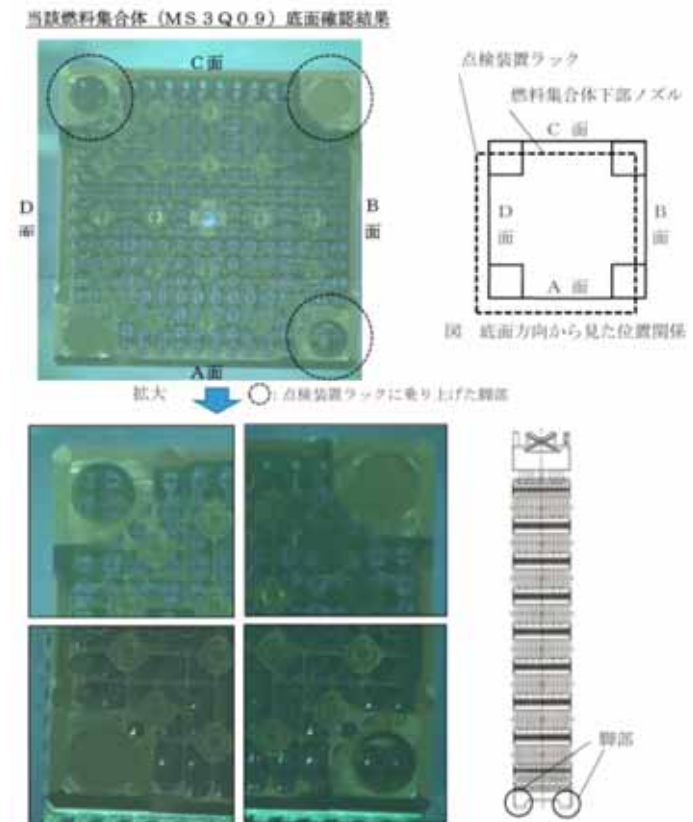 当該燃料集合体（MS3Q09）底面確認結果
C面
D
面
B
面
A面
点検装置ラック
燃料集合体下部ノズル
C 面
D
面
B
面
A 面
図 底面方向から見た位置関係
拡大
：点検装置ラックに乗り上げた脚部
脚部